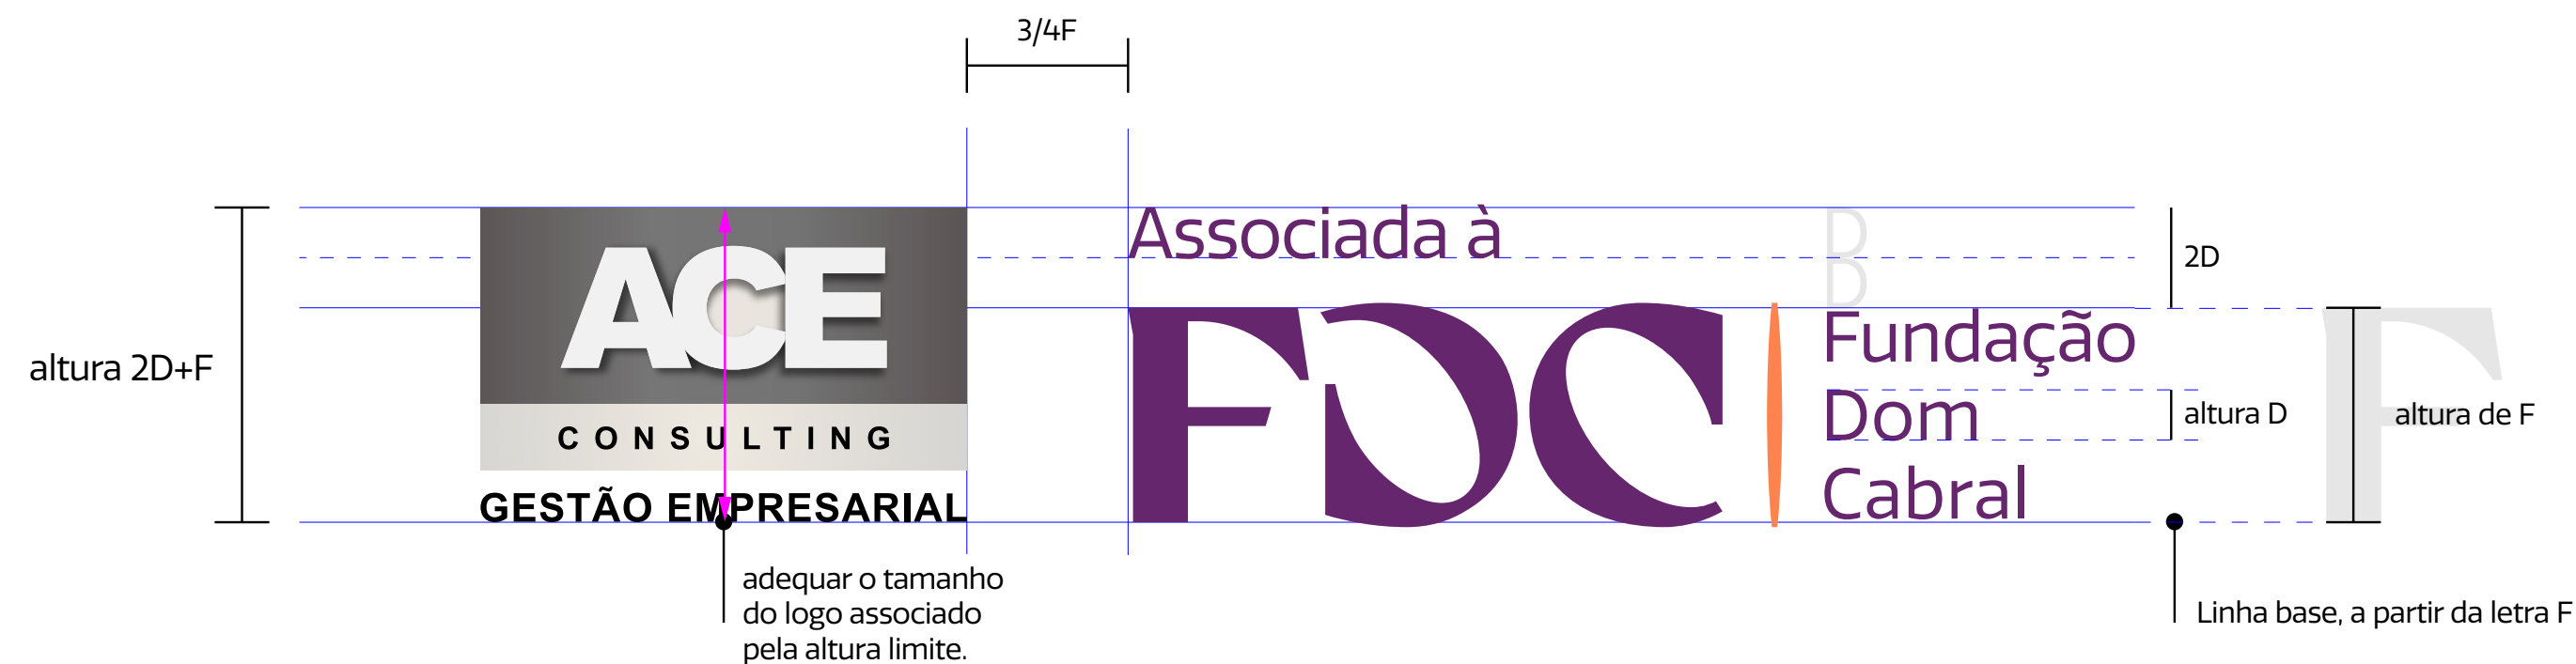 3/4F
Associada à
2D
altura 2D+F
ACE
CONSULTING
GESTÃO EMPRESARIAL
FDC
Fundação
Dom
Cabral
altura D
F
altura de F
adequar o tamanho
do logo associado
pela altura limite.
Linha base, a partir da letra F